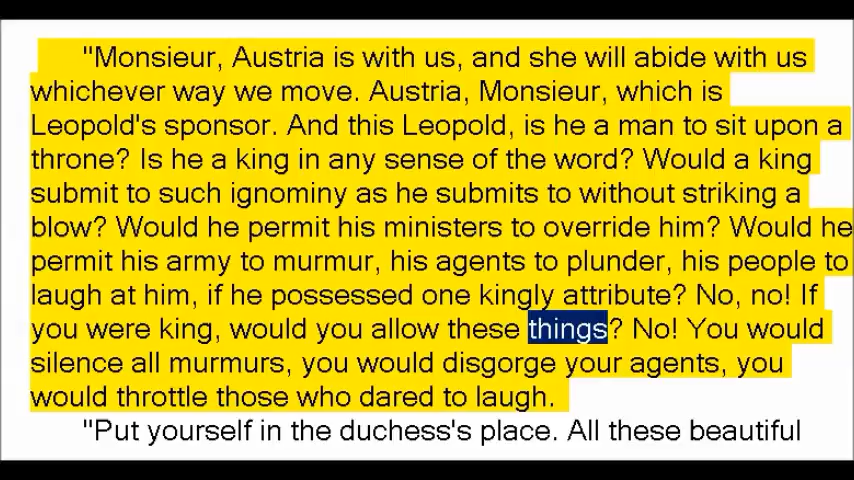 "Monsieur, Austria is with us, and she will abide with us
whichever way we move. Austria, Monsieur, which is
Leopold's sponsor. And this Leopold, is he a man to sit upon a
throne? Is he a king in any sense of the word? Would a king
submit to such ignominy as he submits to without striking a
blow? Would he permit his ministers to override him? Would he
permit his army to murmur, his agents to plunder, his people to
laugh at him, if he possessed one kingly attribute? No, no! If
you were king, would you allow these things? No! You would
silence all murmurs, you would disgorge your agents, you
would throttle those who dared to laugh.
"Put yourself in the duchess's place. All these beautiful